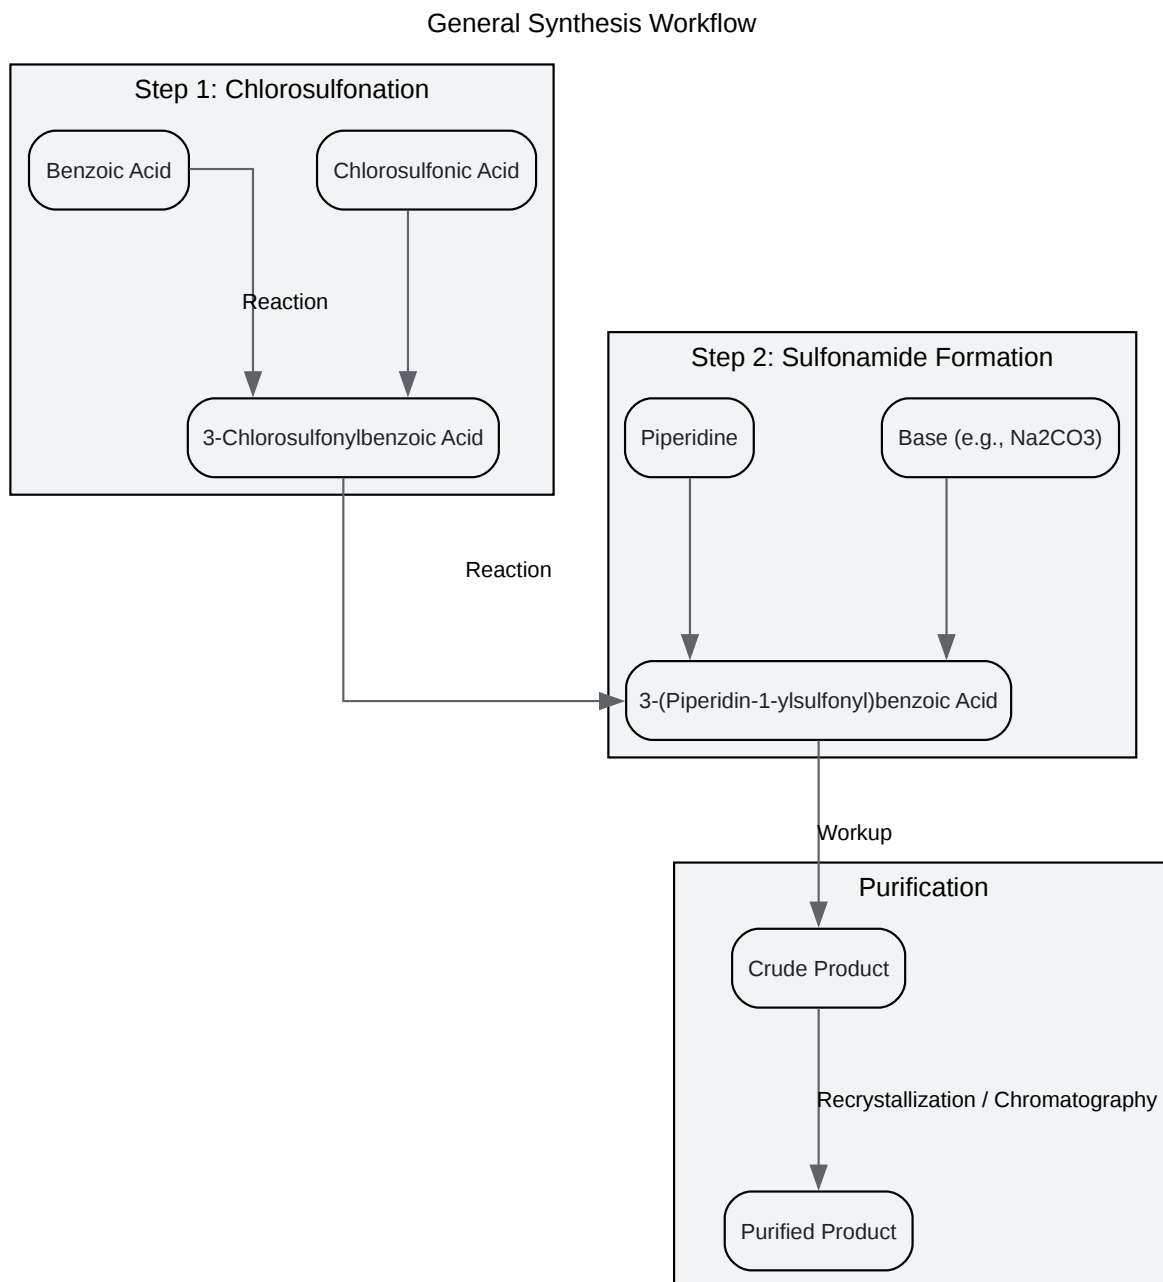 General Synthesis Workflow
Step 1: Chlorosulfonation
Benzoic Acid
Chlorosulfonic Acid
Reaction
3-Chlorosulfonylbenzoic Acid
Step 2: Sulfonamide Formation
Piperidine
Base (e.g., Na2CO3)
Reaction
3-(Piperidin-1-ylsulfonyl)benzoic Acid
Workup
Purification
Crude Product
Recrystallization / Chromatography
Purified Product